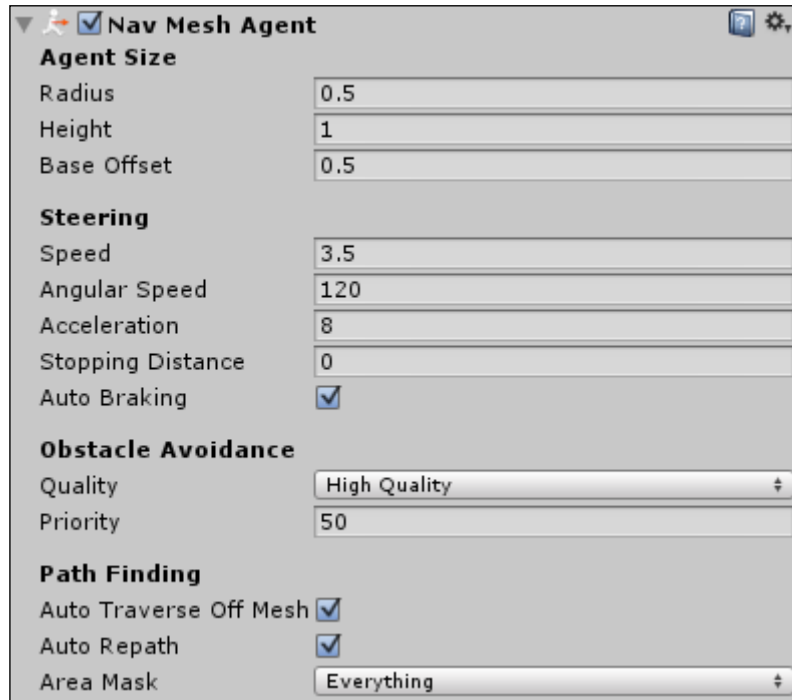 Nav Mesh Agent
Agent Size
Radius 0.5
Height 1
Base Offset 0.5
Steering
Speed 3.5
Angular Speed 120
Acceleration 8
Stopping Distance 0
Auto Braking
Obstacle Avoidance
Quality High Quality
Priority 50
Path Finding
Auto Traverse Off Mesh
Auto Repath
Area Mask Everything